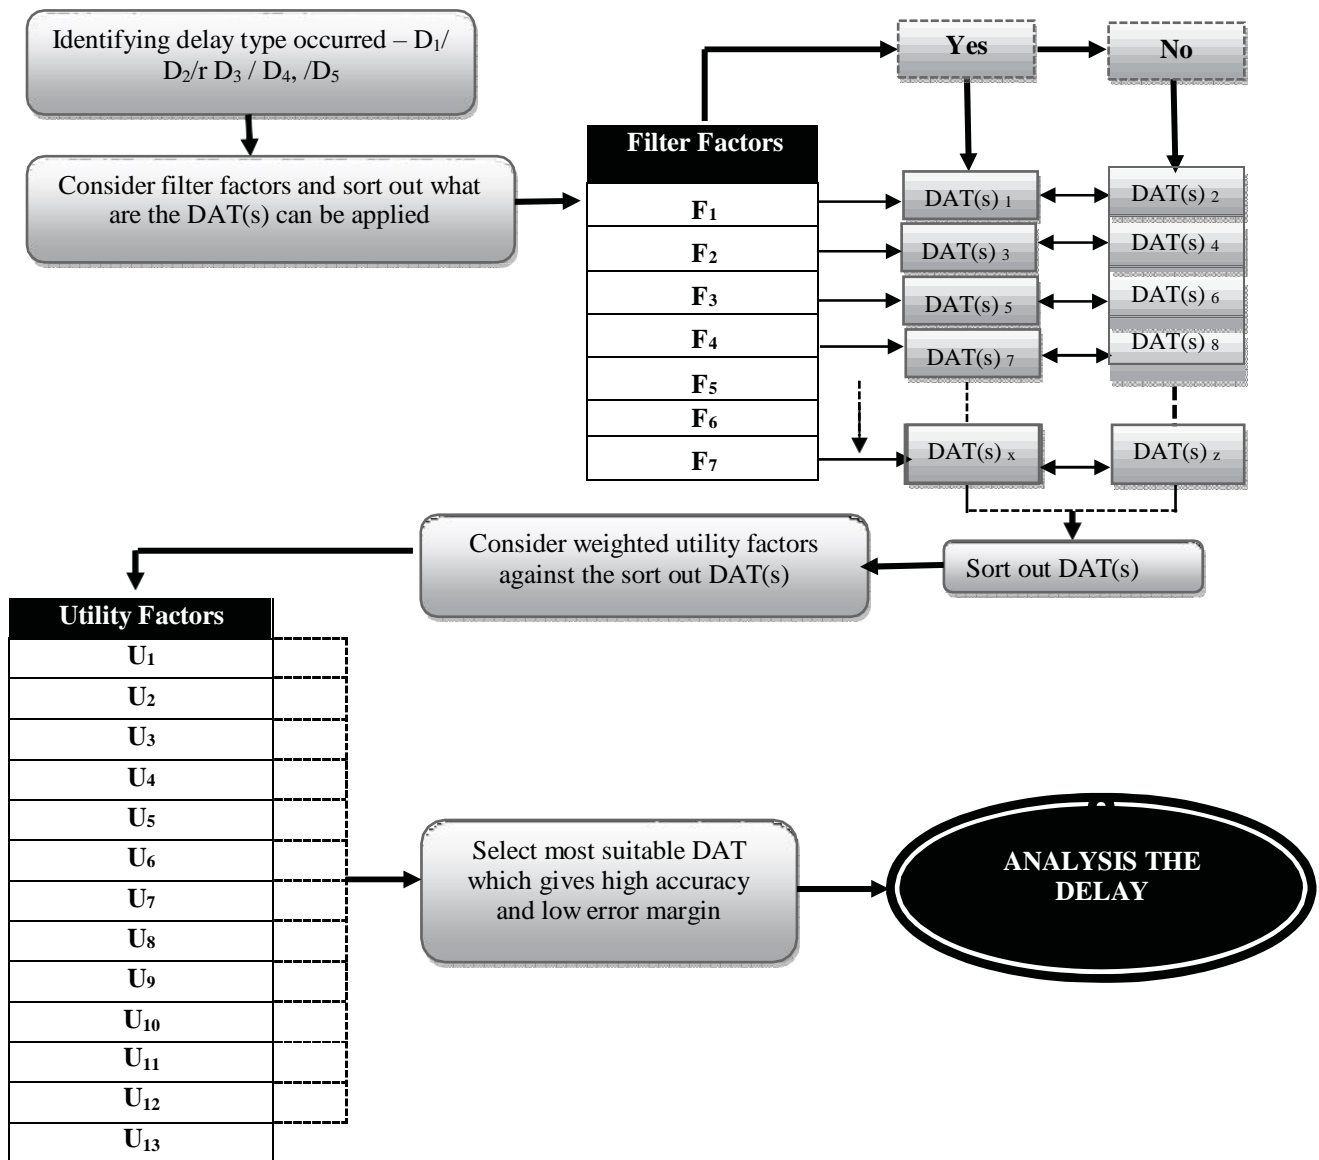 Identifying delay type occurred – D₁/
D₂/r D₃ / D₄, /D₅
Consider filter factors and sort out what
are the DAT(s) can be applied
Yes
No
Filter Factors
F₁
DAT(s) ₁
DAT(s) ₂
F₂
DAT(s) ₃
DAT(s) ₄
F₃
DAT(s) ₅
DAT(s) ₆
F₄
DAT(s) ₇
DAT(s) ₈
F₅
F₆
F₇
DAT(s) ₓ
DAT(s) z
Sort out DAT(s)
Consider weighted utility factors
against the sort out DAT(s)
Utility Factors
U₁
U₂
U₃
U₄
U₅
U₆
U₇
U₈
U₉
U₁₀
U₁₁
U₁₂
U₁₃
Select most suitable DAT
which gives high accuracy
and low error margin
ANALYSIS THE
DELAY